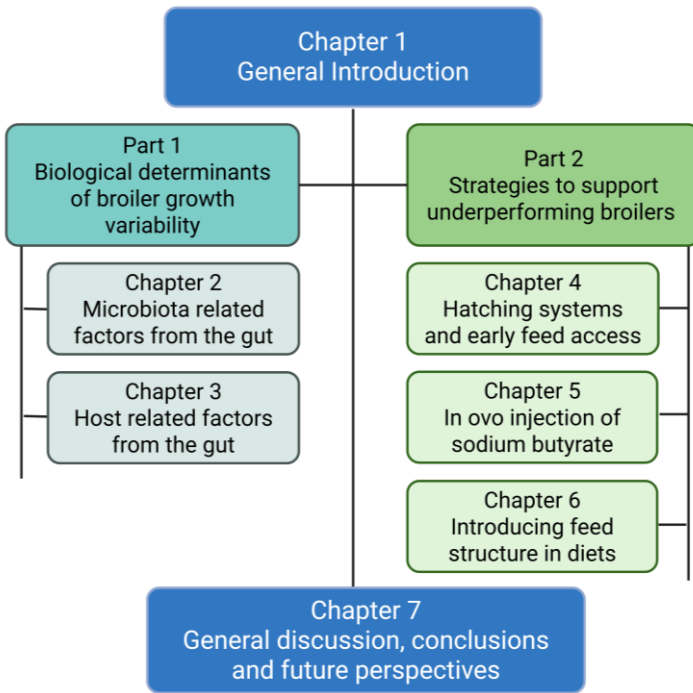 Chapter 1
General Introduction
Part 1
Biological determinants
of broiler growth
variability
Chapter 2
Microbiota related
factors from the gut
Chapter 3
Host related factors
from the gut
Part 2
Strategies to support
underperforming broilers
Chapter 4
Hatching systems
and early feed access
Chapter 5
In ovo injection of
sodium butyrate
Chapter 6
Introducing feed
structure in diets
Chapter 7
General discussion, conclusions
and future perspectives